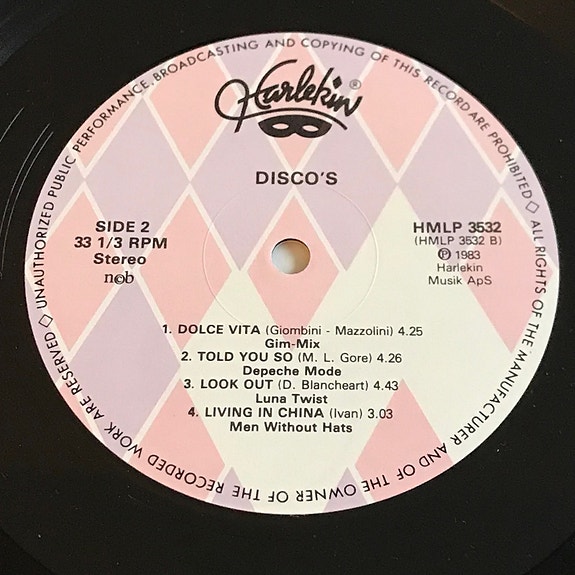 UNAUTHORIZED PUBLIC PERFORMANCE, BROADCASTING AND COPYING OF THIS RECORD ARE PROHIBITED ◇ ALL RIGHTS OF THE MANUFACTURER AND OF THE OWNER OF THE RECORDED WORK ARE RESERVED ◇
Harlekin®
DISCO'S
SIDE 2
33 1/3 RPM
Stereo
n©b
HMLP 3532
(HMLP 3532 B)
℗ 1983
Harlekin
Musik ApS
1. DOLCE VITA (Giombini - Mazzolini) 4.25
Gim-Mix
2. TOLD YOU SO (M. L. Gore) 4.26
Depeche Mode
3. LOOK OUT (D. Blancheart) 4.43
Luna Twist
4. LIVING IN CHINA (Ivan) 3.03
Men Without Hats